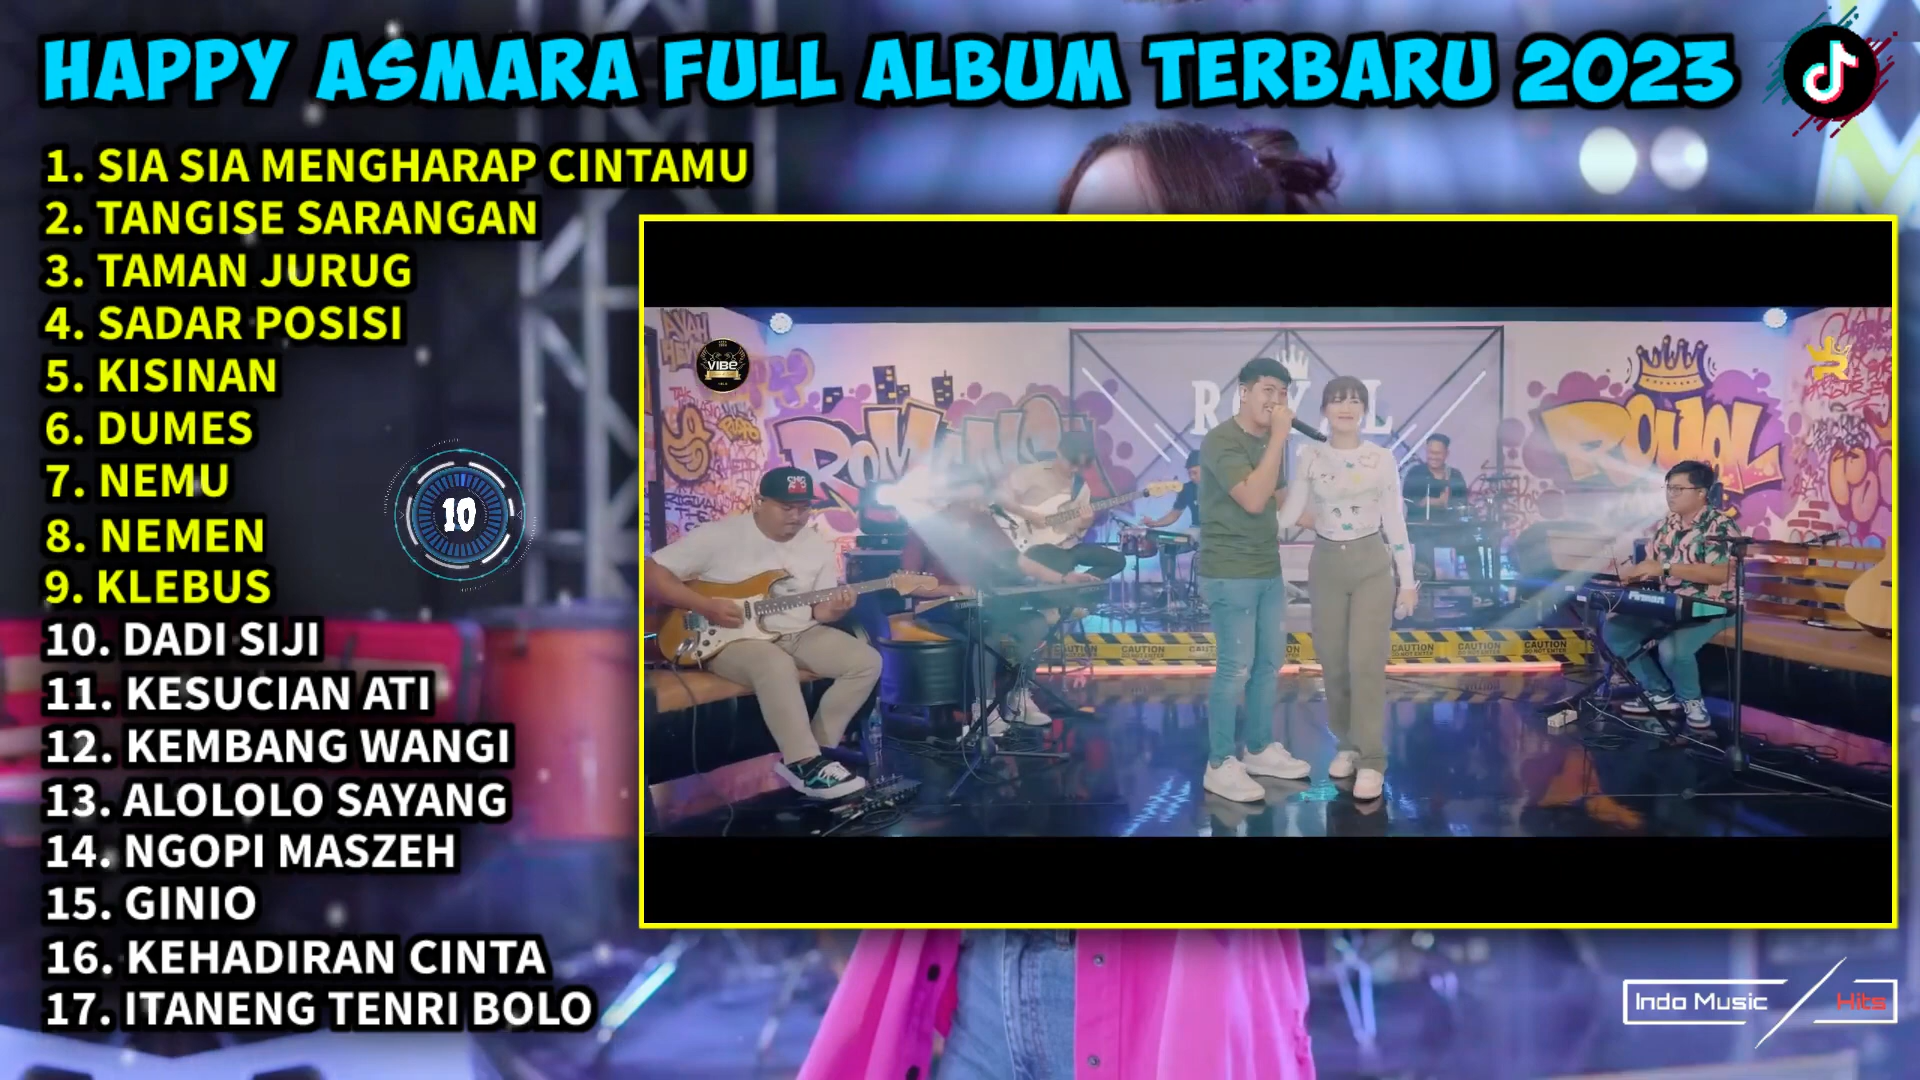 HAPPY ASMARA FULL ALBUM TERBARU 2023
1. SIA SIA MENGHARAP CINTAMU
2. TANGISE SARANGAN
3. TAMAN JURUG
4. SADAR POSISI
5. KISINAN
6. DUMES
7. NEMU
8. NEMEN
9. KLEBUS
10. DADI SIJI
11. KESUCIAN ATI
12. KEMBANG WANGI
13. ALOLOLO SAYANG
14. NGOPI MASZEH
15. GINIO
16. KEHADIRAN CINTA
17. ITANENG TENRI BOLO
10
VIBE
ROYAL
CAUTION CAUTION CAUTION CAUTION CAUTION
DO NOT ENTER
Indo Music Hits